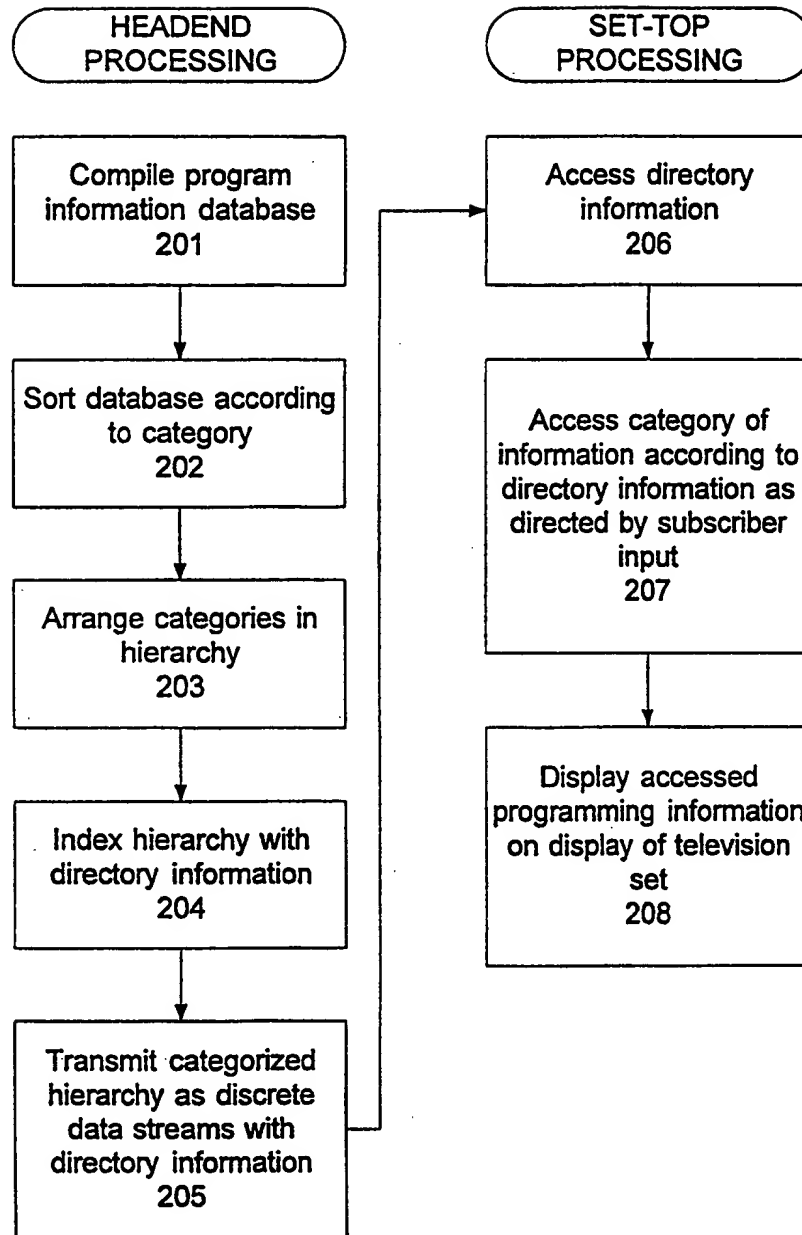 HEADEND
PROCESSING
Compile program
information database
201
Sort database according
to category
202
Arrange categories in
hierarchy
203
Index hierarchy with
directory information
204
Transmit categorized
hierarchy as discrete
data streams with
directory information
205
SET-TOP
PROCESSING
Access directory
information
206
Access category of
information according to
directory information as
directed by subscriber
input
207
Display accessed
programming information
on display of television
set
208